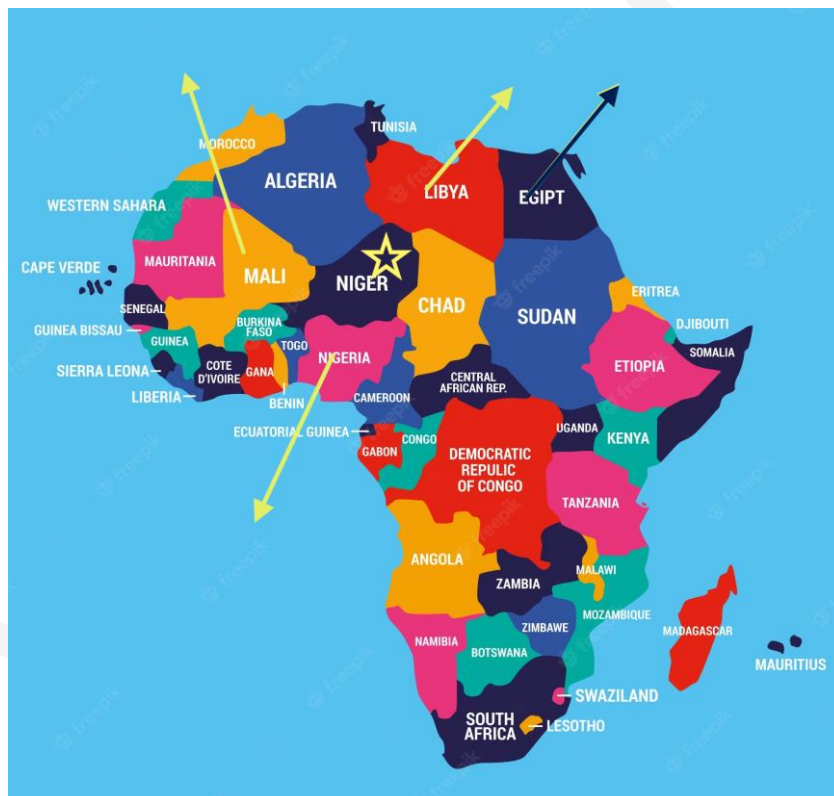 TUNISIA
MOROCCO
ALGERIA
LIBYA
EGIPT
WESTERN SAHARA
MAURITANIA
CAPE VERDE
MALI
NIGER
CHAD
SUDAN
ERITREA
SENEGAL
BURKINA
FASO
DJIBOUTI
GUINEA BISSAU
GUINEA
TOGO
NIGERIA
SOMALIA
ETIOPIA
SIERRA LEONA
COTE
D'IVOIRE
GANA
CENTRAL
AFRICAN REP.
LIBERIA
BENIN
CAMEROON
ECUATORIAL GUINEA
UGANDA
KENYA
CONGO
GABON
DEMOCRATIC
REPULIC
OF CONGO
TANZANIA
ANGOLA
MALAWI
ZAMBIA
MOZAMBIQUE
ZIMBAWE
MADAGASCAR
NAMIBIA
BOTSWANA
MAURITIUS
SWAZILAND
SOUTH
AFRICA
LESOTHO
freepik